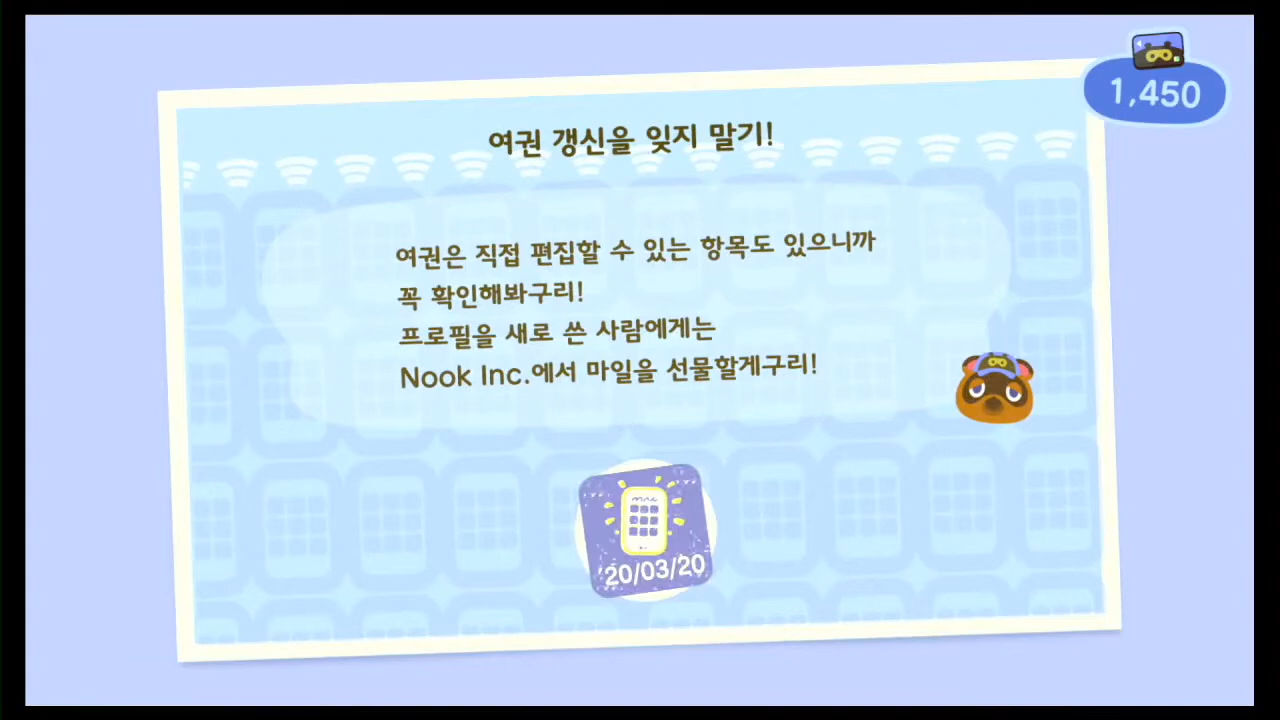 1,450
여권 갱신을 잊지 말기!
여권은 직접 편집할 수 있는 항목도 있으니까
꼭 확인해봐구리!
프로필을 새로 쓴 사람에게는
Nook Inc.에서 마일을 선물할게구리!
'20/03/20